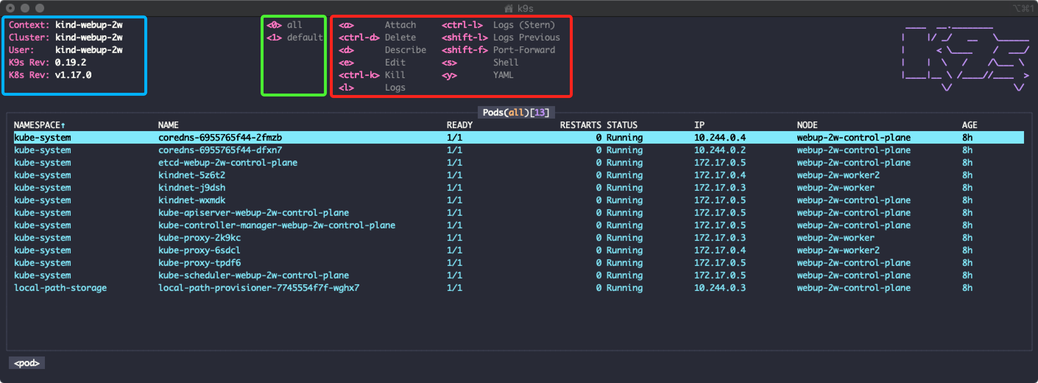 k9s
⌥⌘1
Context: kind-webup-2w
Cluster: kind-webup-2w
User: kind-webup-2w
K9s Rev: 0.19.2
K8s Rev: v1.17.0
<0> all
<1> default
<a> Attach <ctrl-l> Logs (Stern)
<ctrl-d> Delete <shift-l> Logs Previous
<d> Describe <shift-f> Port-Forward
<e> Edit <s> Shell
<ctrl-k> Kill <y> YAML
<l> Logs
Pods(all)[13]
NAMESPACE↑ NAME READY RESTARTS STATUS IP NODE AGE
kube-system coredns-6955765f44-2fmzb 1/1 0 Running 10.244.0.4 webup-2w-control-plane 8h
kube-system coredns-6955765f44-dfxn7 1/1 0 Running 10.244.0.2 webup-2w-control-plane 8h
kube-system etcd-webup-2w-control-plane 1/1 0 Running 172.17.0.5 webup-2w-control-plane 8h
kube-system kindnet-5z6t2 1/1 0 Running 172.17.0.4 webup-2w-worker2 8h
kube-system kindnet-j9dsh 1/1 0 Running 172.17.0.3 webup-2w-worker 8h
kube-system kindnet-wxmdk 1/1 0 Running 172.17.0.5 webup-2w-control-plane 8h
kube-system kube-apiserver-webup-2w-control-plane 1/1 0 Running 172.17.0.5 webup-2w-control-plane 8h
kube-system kube-controller-manager-webup-2w-control-plane 1/1 0 Running 172.17.0.5 webup-2w-control-plane 8h
kube-system kube-proxy-2k9kc 1/1 0 Running 172.17.0.3 webup-2w-worker 8h
kube-system kube-proxy-6sdcl 1/1 0 Running 172.17.0.4 webup-2w-worker2 8h
kube-system kube-proxy-tpdf6 1/1 0 Running 172.17.0.5 webup-2w-control-plane 8h
kube-system kube-scheduler-webup-2w-control-plane 1/1 0 Running 172.17.0.5 webup-2w-control-plane 8h
local-path-storage local-path-provisioner-7745554f7f-wghx7 1/1 0 Running 10.244.0.3 webup-2w-control-plane 8h
<pod>